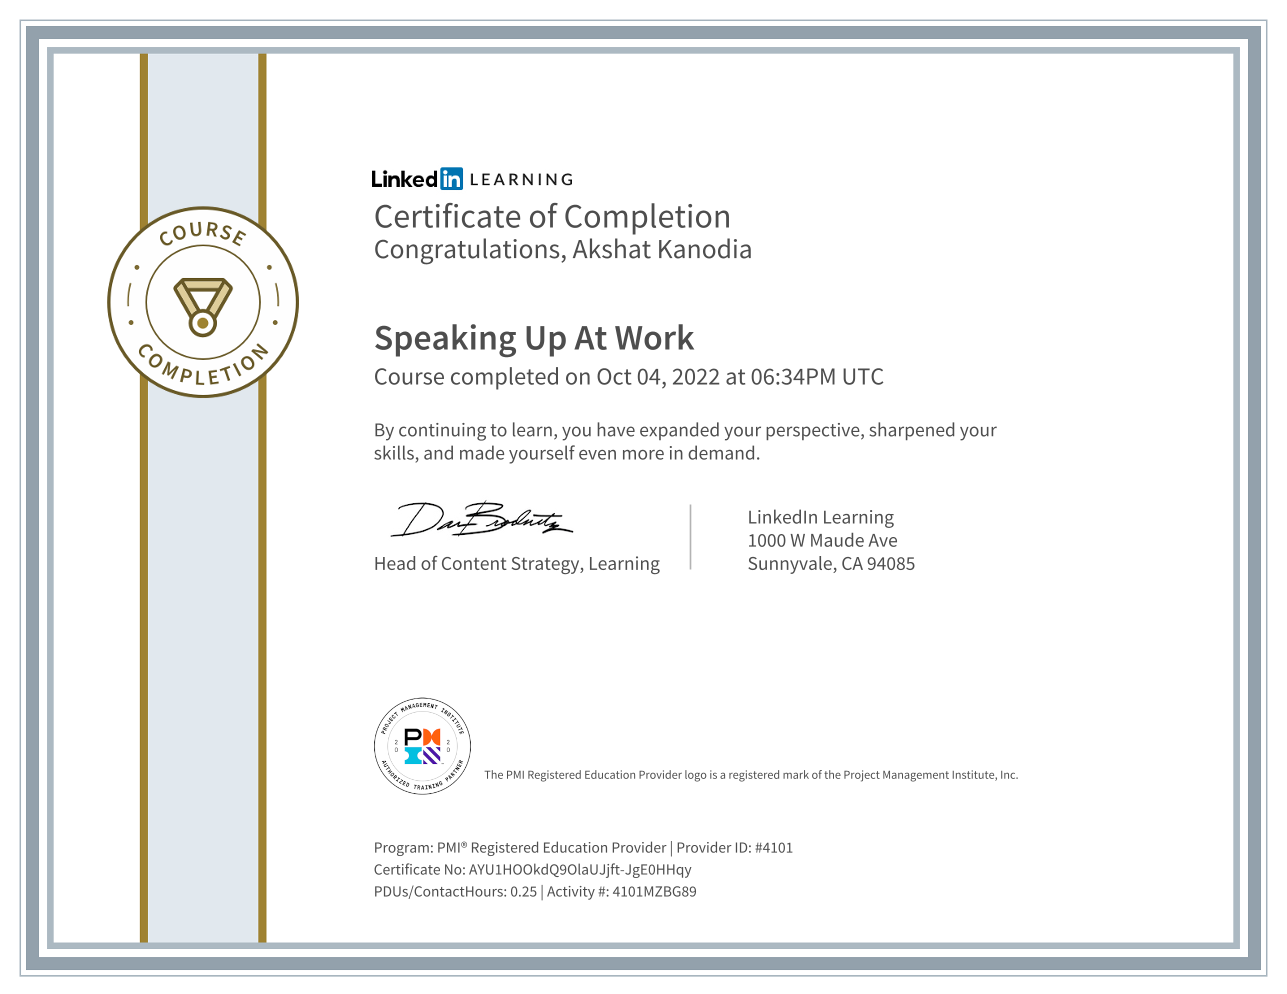 Linked in LEARNING
Certificate of Completion
Congratulations, Akshat Kanodia
COURSE
COMPLETION
Speaking Up At Work
Course completed on Oct 04, 2022 at 06:34PM UTC
By continuing to learn, you have expanded your perspective, sharpened your
skills, and made yourself even more in demand.
Head of Content Strategy, Learning
LinkedIn Learning
1000 W Maude Ave
Sunnyvale, CA 94085
PROJECT MANAGEMENT INSTITUTE
20 20
PMI
AUTHORIZED TRAINING PARTNER
The PMI Registered Education Provider logo is a registered mark of the Project Management Institute, Inc.
Program: PMI® Registered Education Provider | Provider ID: #4101
Certificate No: AYU1HOOkdQ9OlaUJjft-JgE0HHqy
PDUs/ContactHours: 0.25 | Activity #: 4101MZBG89